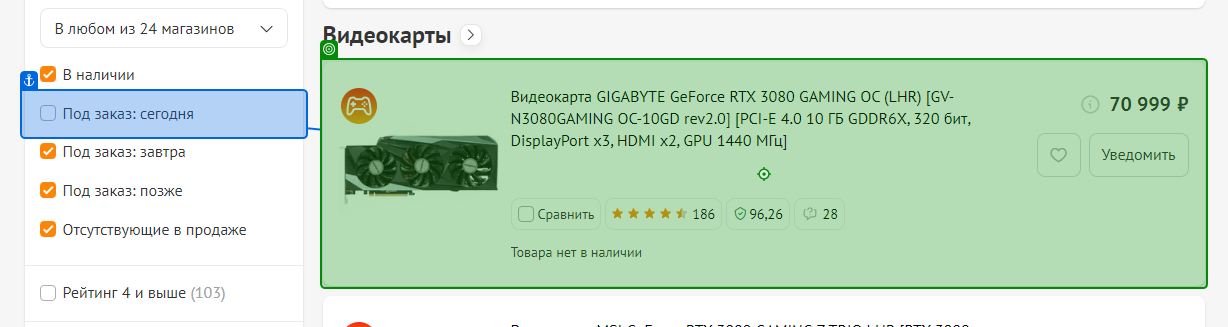 В любом из 24 магазинов
В наличии
Под заказ: сегодня
Под заказ: завтра
Под заказ: позже
Отсутствующие в продаже
Рейтинг 4 и выше (103)
Видеокарты
Видеокарта GIGABYTE GeForce RTX 3080 GAMING OC (LHR) [GV-
N3080GAMING OC-10GD rev2.0] [PCI-E 4.0 10 ГБ GDDR6X, 320 бит,
DisplayPort x3, HDMI x2, GPU 1440 МГц]
70 999 ₽
Уведомить
Сравнить
186
96,26
28
Товара нет в наличии